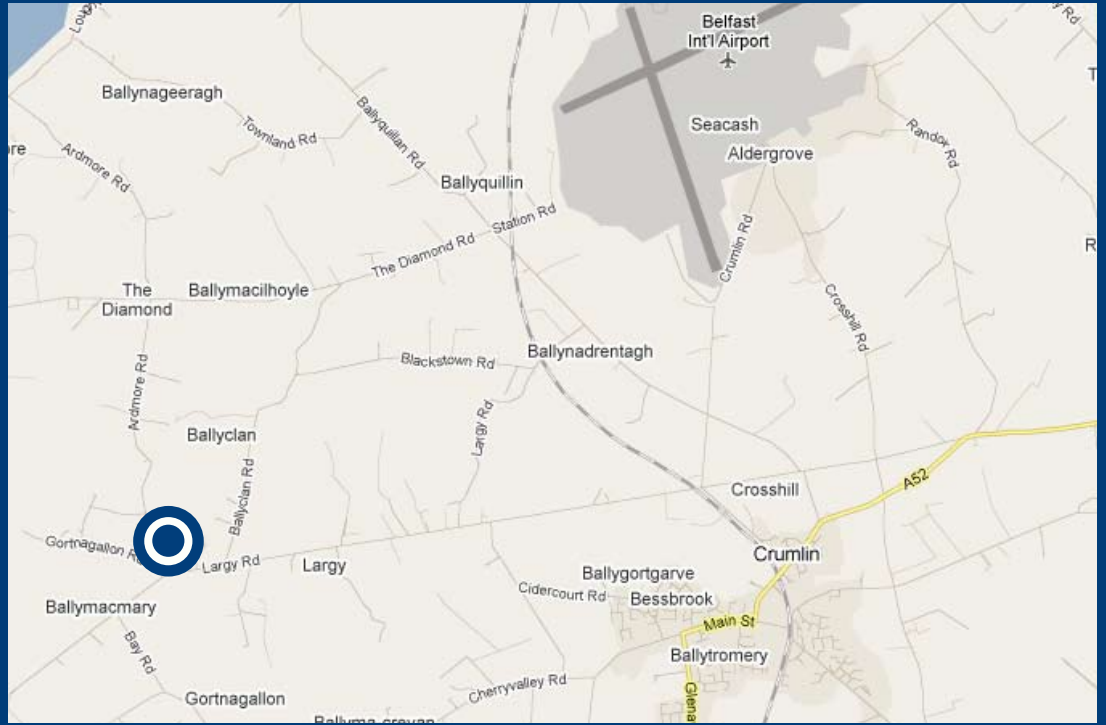 Belfast
Int'l Airport
Ballynageeragh
Townland Rd
Ballyquillan Rd
Seacash
Aldergrove
Randox Rd
Ardmore Rd
Ballyquillin
Station Rd
The Diamond Rd
Crumlin Rd
The
Diamond
Ballymacilhoyle
Crosshill Rd
Ballynadrentagh
Blackstown Rd
Ardmore Rd
Largy Rd
Ballyclan
Ballyclan Rd
A52
Crosshill
Gortnagallon
Largy Rd
Largy
Crumlin
Ballygortgarve
Cidercourt Rd
Bessbrook
Ballymacmary
Main St
Bay Rd
Ballytromery
Cherryvalley Rd
Gortnagallon
Glena